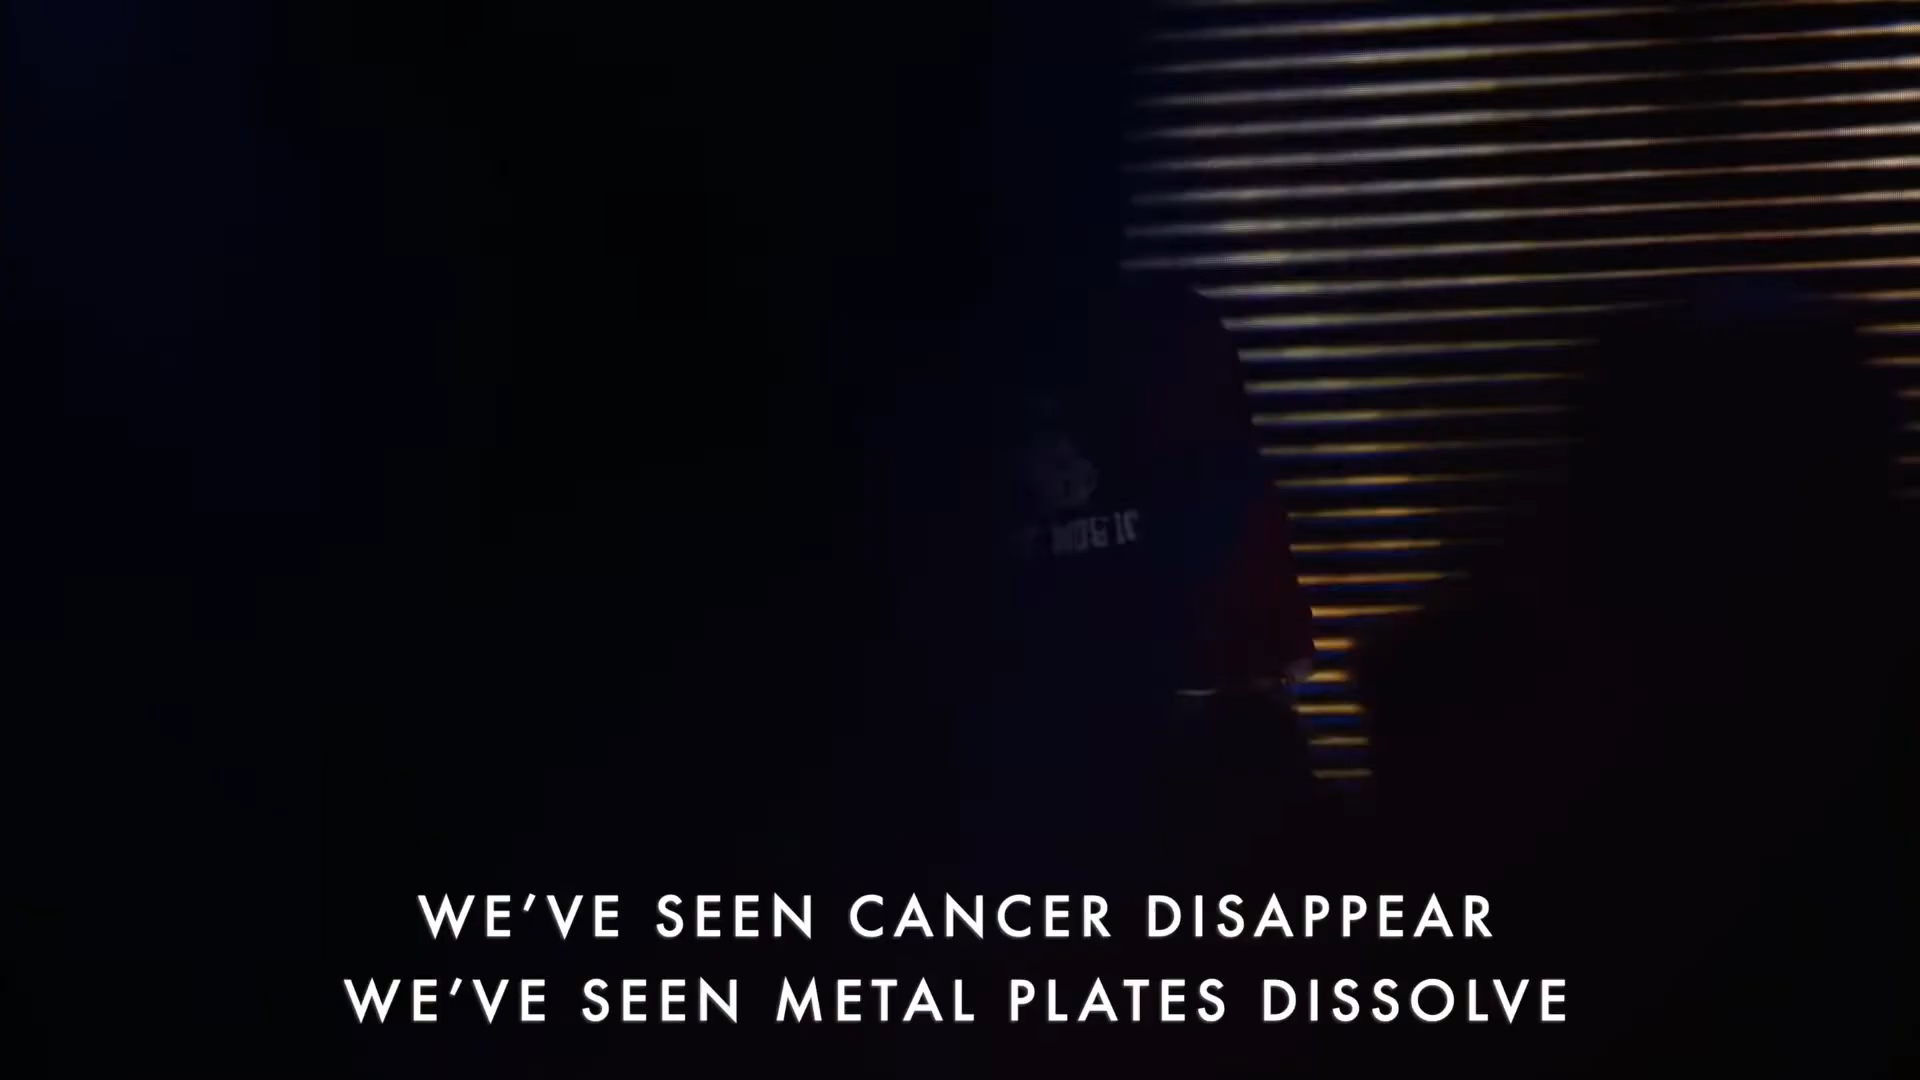 WE'VE SEEN CANCER DISAPPEAR
WE'VE SEEN METAL PLATES DISSOLVE